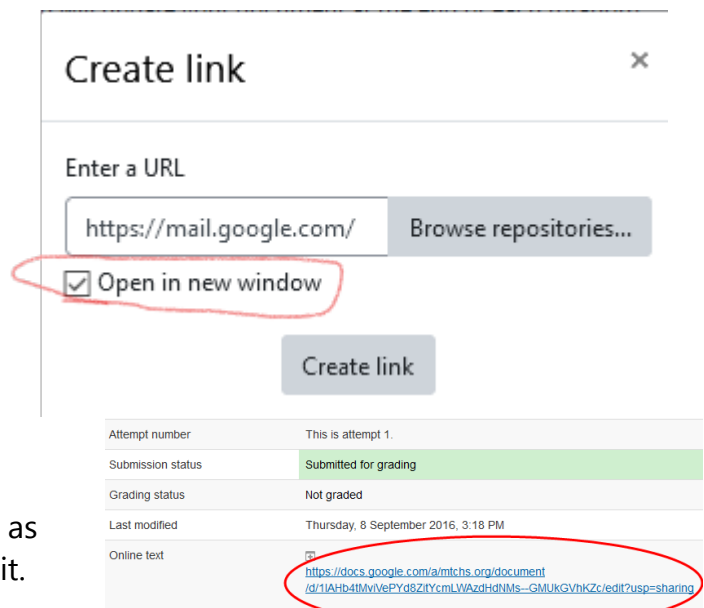 Create link
×
Enter a URL
https://mail.google.com/ Browse repositories...
Open in new window
Create link
Attempt number This is attempt 1.
Submission status Submitted for grading
Grading status Not graded
Last modified Thursday, 8 September 2016, 3:18 PM
as
Online text
it.
https://docs.google.com/a/mtchs.org/document
/d/1IAHb4tMviVePYd8ZitYcmLWAzdHdNMs--GMUkGVhKZc/edit?usp=sharing